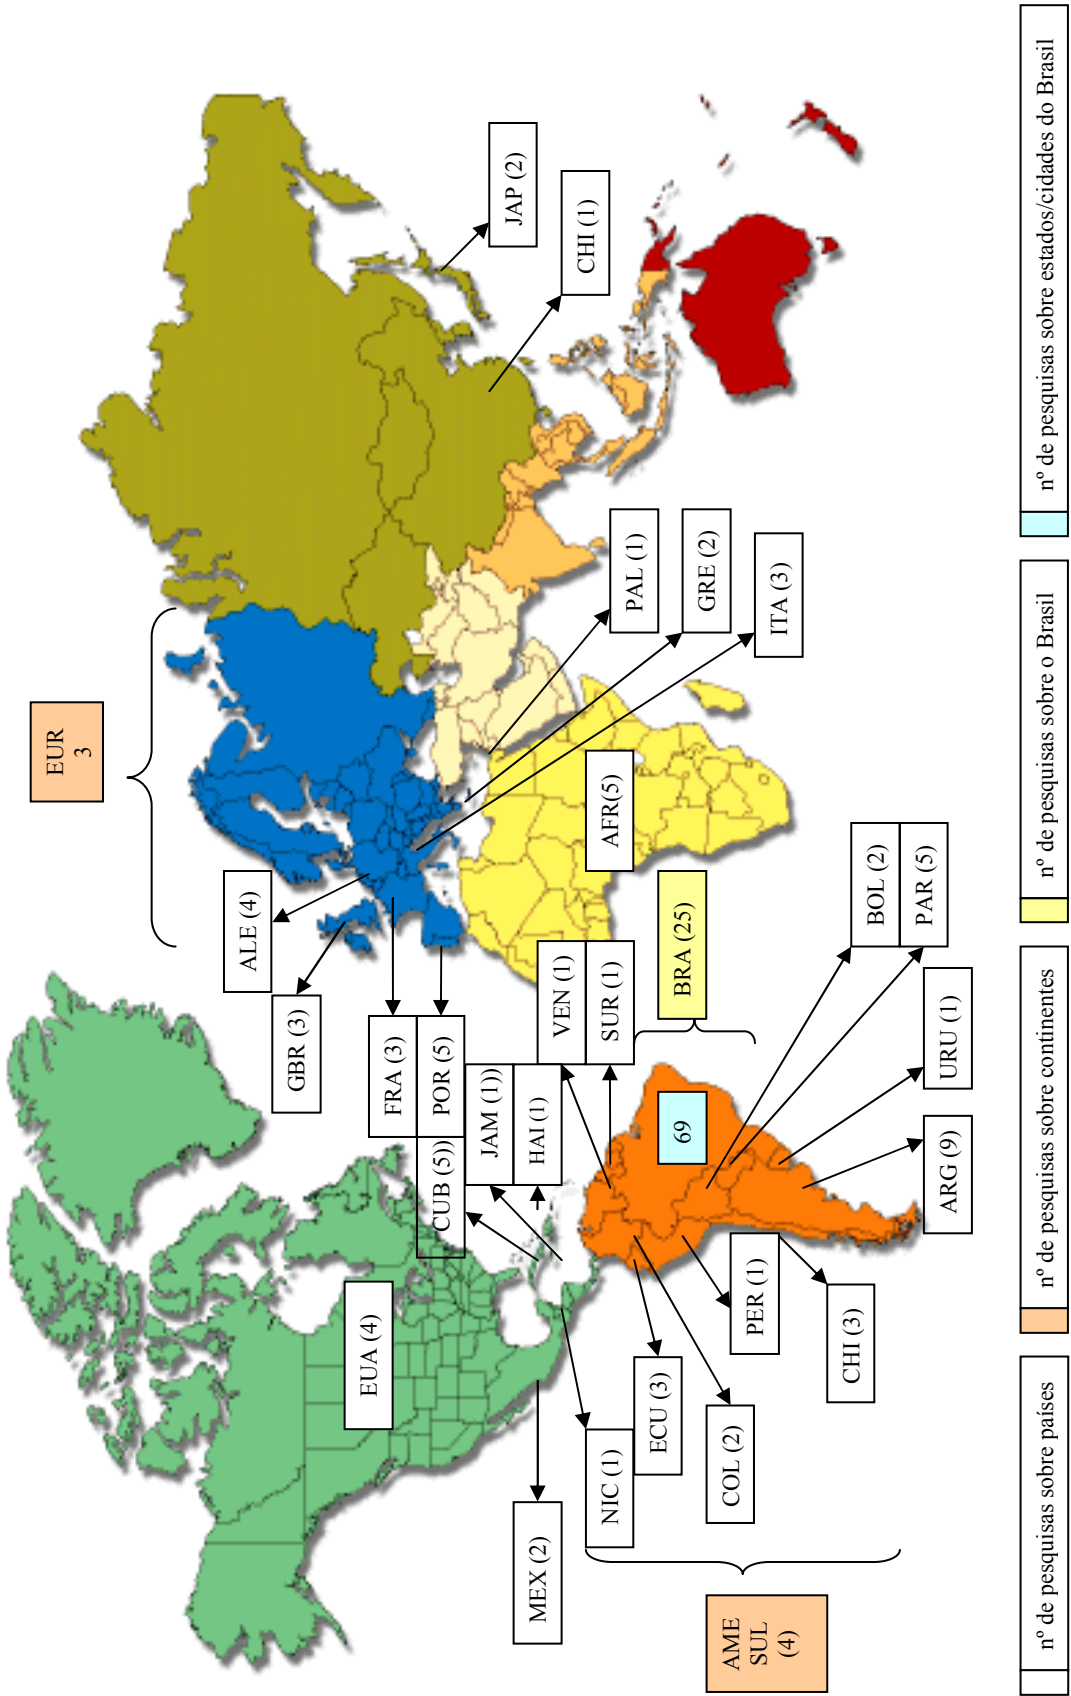 EUR
3
ALE (4)
GBR (3)
EUA (4)
FRA (3)
POR (5)
CUB (5))
JAM (1))
HAI (1)
JAP (2)
CHI (1)
MEX (2)
VEN (1)
SUR (1)
NIC (1)
AFR(5)
PAL (1)
ECU (3)
69
BRA (25)
GRE (2)
AME
SUL
(4)
COL (2)
PER (1)
ITA (3)
CHI (3)
BOL (2)
PAR (5)
ARG (9)
URU (1)
nº de pesquisas sobre países
nº de pesquisas sobre continentes
nº de pesquisas sobre o Brasil
nº de pesquisas sobre estados/cidades do Brasil